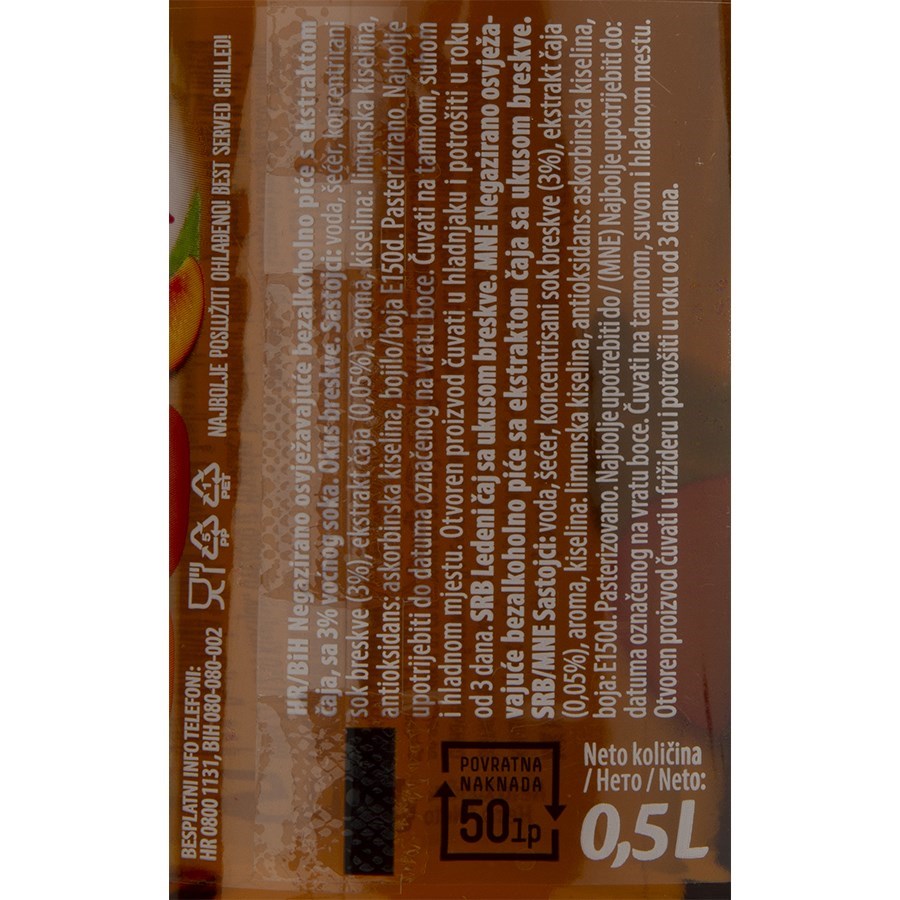 BESPLATNI INFO TELEFONI:
HR 0800 1131, BIH 080-080-002
5
PP
1
PET
NAJBOLJE POSLUŽITI OHLAĐENO! BEST SERVED CHILLED!
HR/BiH Negazirano osvježavajuće bezalkoholno piće s ekstraktom
čaja, sa 3% voćnog soka. Okus breskve. Sastojci: voda, šećer, koncentrirani
sok breskve (3%), ekstrakt čaja (0,05%), aroma, kiselina: limunska kiselina,
antioksidans: askorbinska kiselina, bojilo/boja E150d. Pasterizirano. Najbolje
upotrijebiti do datuma označenog na vratu boce. Čuvati na tamnom, suhom
i hladnom mjestu. Otvoren proizvod čuvati u hladnjaku i potrošiti u roku
od 3 dana. SRB Ledeni čaj sa ukusom breskve. MNE Negazirano osvježa-
vajuće bezalkoholno piće sa ekstraktom čaja sa ukusom breskve.
SRB/MNE Sastojci: voda, šećer, koncentrisani sok breskve (3%), ekstrakt čaja
(0,05%), aroma, kiselina: limunska kiselina, antioksidans: askorbinska kiselina,
boja: E150d. Pasterizovano. Najbolje upotrebiti do / (MNE) Najbolje upotrijebiti do:
datuma označenog na vratu boce. Čuvati na tamnom, suvom i hladnom mestu.
Otvoren proizvod čuvati u frižideru i potrošiti u roku od 3 dana.
POVRATNA
NAKNADA
50 lp
Neto količina
/ Нето / Neto:
0,5L